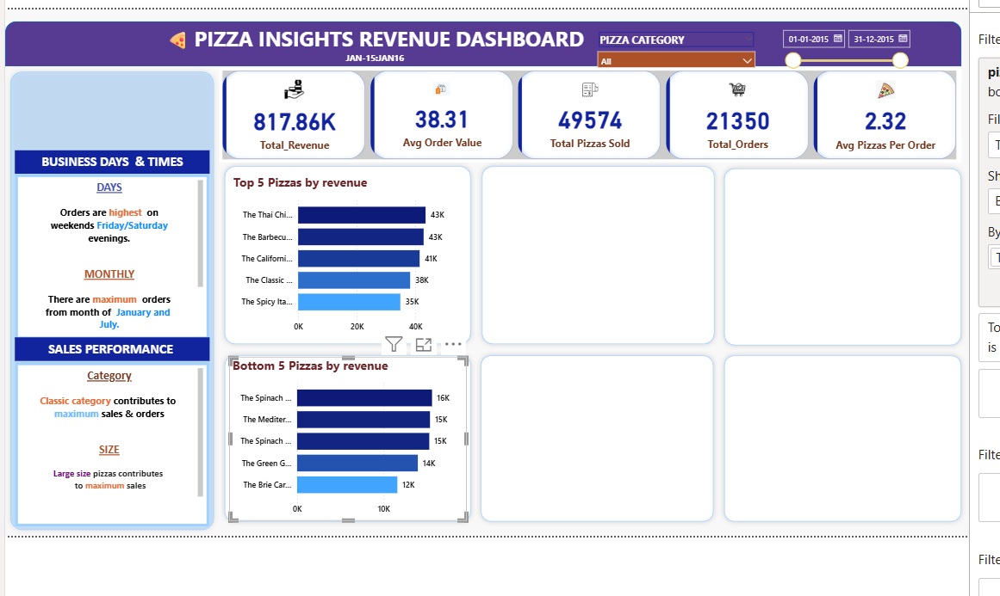 PIZZA INSIGHTS REVENUE DASHBOARD
JAN-15:JAN16
PIZZA CATEGORY
All
01-01-2015
31-12-2015
817.86K
Total_Revenue
38.31
Avg Order Value
49574
Total Pizzas Sold
21350
Total_Orders
2.32
Avg Pizzas Per Order
BUSINESS DAYS & TIMES
DAYS
Orders are highest on
weekends Friday/Saturday
evenings.
MONTHLY
There are maximum orders
from month of January and
July.
SALES PERFORMANCE
Category
Classic category contributes to
maximum sales & orders
SIZE
Large size pizzas contributes
to maximum sales
Top 5 Pizzas by revenue
The Thai Chi... 43K
The Barbecu... 43K
The Californi... 41K
The Classic ... 38K
The Spicy Ita... 35K
0K 20K 40K
Bottom 5 Pizzas by revenue
The Spinach ... 16K
The Mediter... 15K
The Spinach ... 15K
The Green G... 14K
The Brie Car... 12K
0K 10K
Filte
pi
bo
Fil
T
Sh
By
T
To
is
Filte
Filte